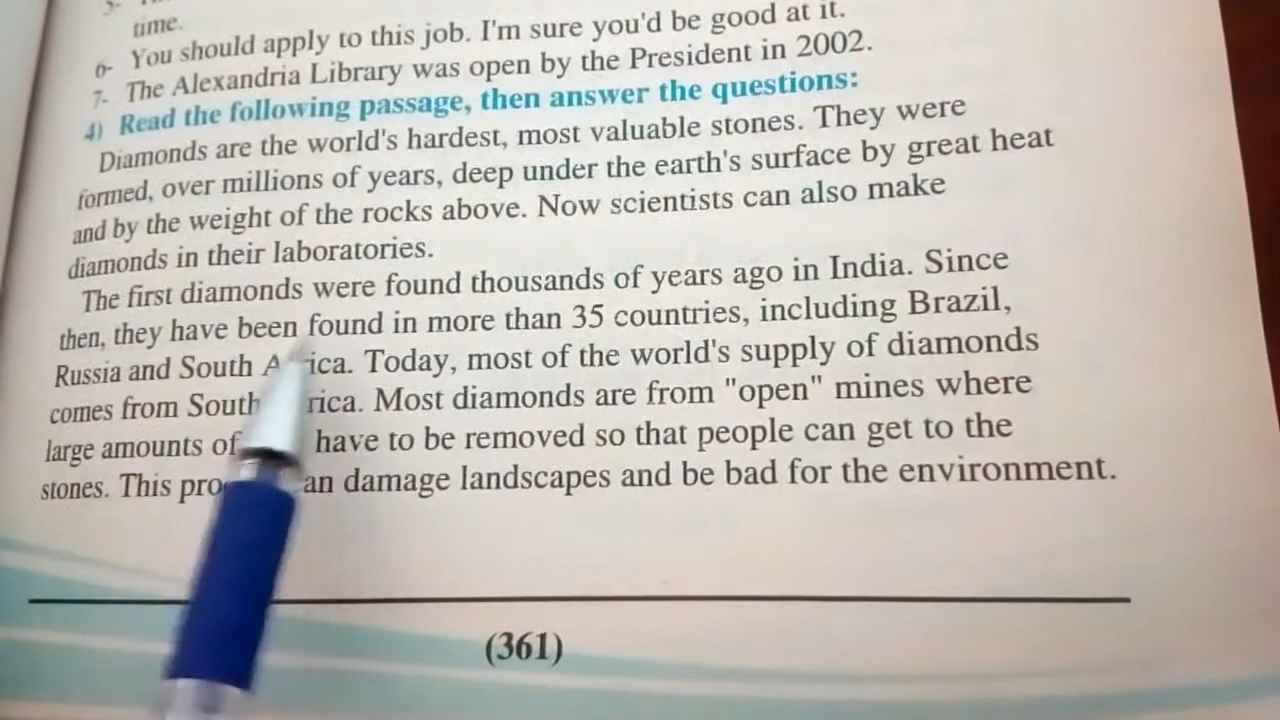 time.
6- You should apply to this job. I'm sure you'd be good at it.
7- The Alexandria Library was open by the President in 2002.
4) Read the following passage, then answer the questions:
Diamonds are the world's hardest, most valuable stones. They were
formed, over millions of years, deep under the earth's surface by great heat
and by the weight of the rocks above. Now scientists can also make
diamonds in their laboratories.
The first diamonds were found thousands of years ago in India. Since
then, they have been found in more than 35 countries, including Brazil,
Russia and South Africa. Today, most of the world's supply of diamonds
comes from South Africa. Most diamonds are from "open" mines where
large amounts of have to be removed so that people can get to the
stones. This can damage landscapes and be bad for the environment.
(361)